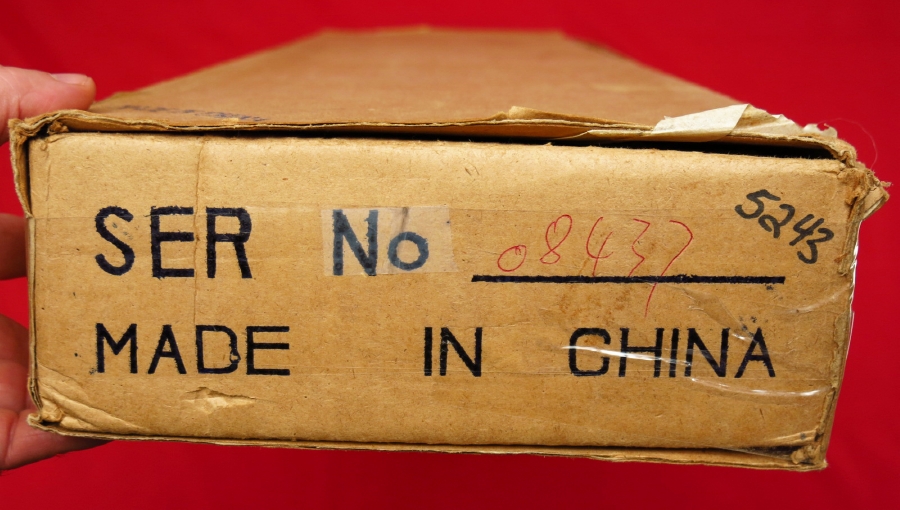 SER No 08437
5243
MADE IN CHINA